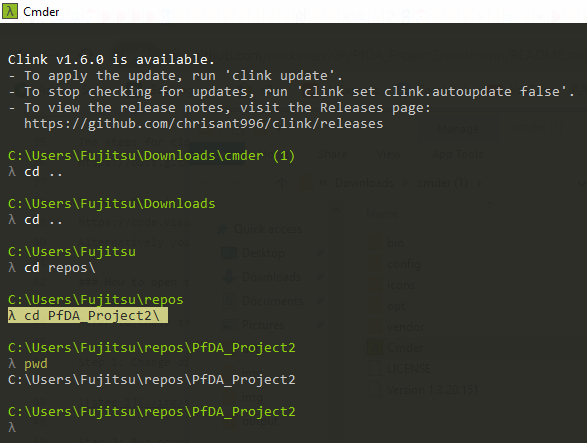 Cmder
Clink v1.6.0 is available.
- To apply the update, run 'clink update'.
- To stop checking for updates, run 'clink set clink.autoupdate false'.
- To view the release notes, visit the Releases page:
  https://github.com/chrisant996/clink/releases
C:\Users\Fujitsu\Downloads\cmder (1)
λ cd ..
C:\Users\Fujitsu\Downloads
λ cd ..
C:\Users\Fujitsu
λ cd repos\
C:\Users\Fujitsu\repos
λ cd PfDA_Project2\
C:\Users\Fujitsu\repos\PfDA_Project2
λ pwd
C:\Users\Fujitsu\repos\PfDA_Project2
C:\Users\Fujitsu\repos\PfDA_Project2
λ